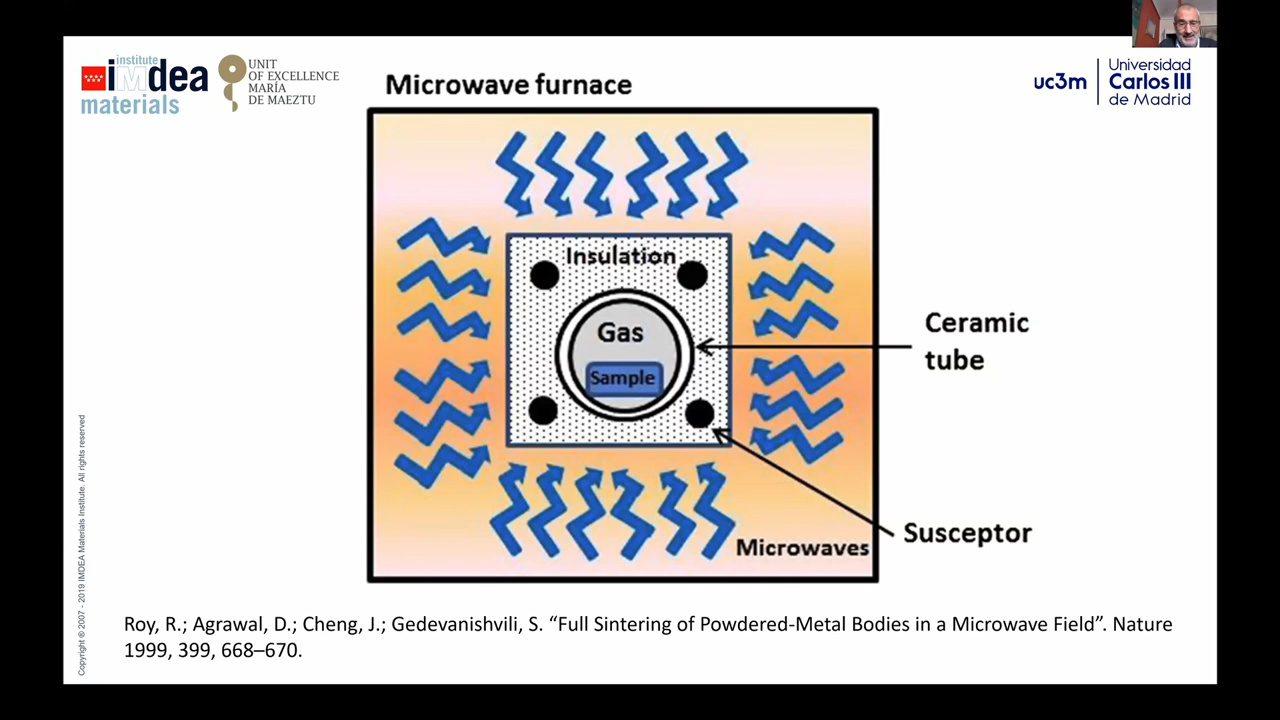 institute
iMdea
materials
UNIT
OF EXCELLENCE
MARÍA
DE MAEZTU
Microwave furnace
uc3m
Universidad
Carlos III
de Madrid
Insulation
Gas
Sample
Ceramic
tube
Susceptor
Microwaves
Copyright ® 2007 - 2019 IMDEA Materials Institute. All rights reserved
Roy, R.; Agrawal, D.; Cheng, J.; Gedevanishvili, S. “Full Sintering of Powdered-Metal Bodies in a Microwave Field”. Nature
1999, 399, 668–670.